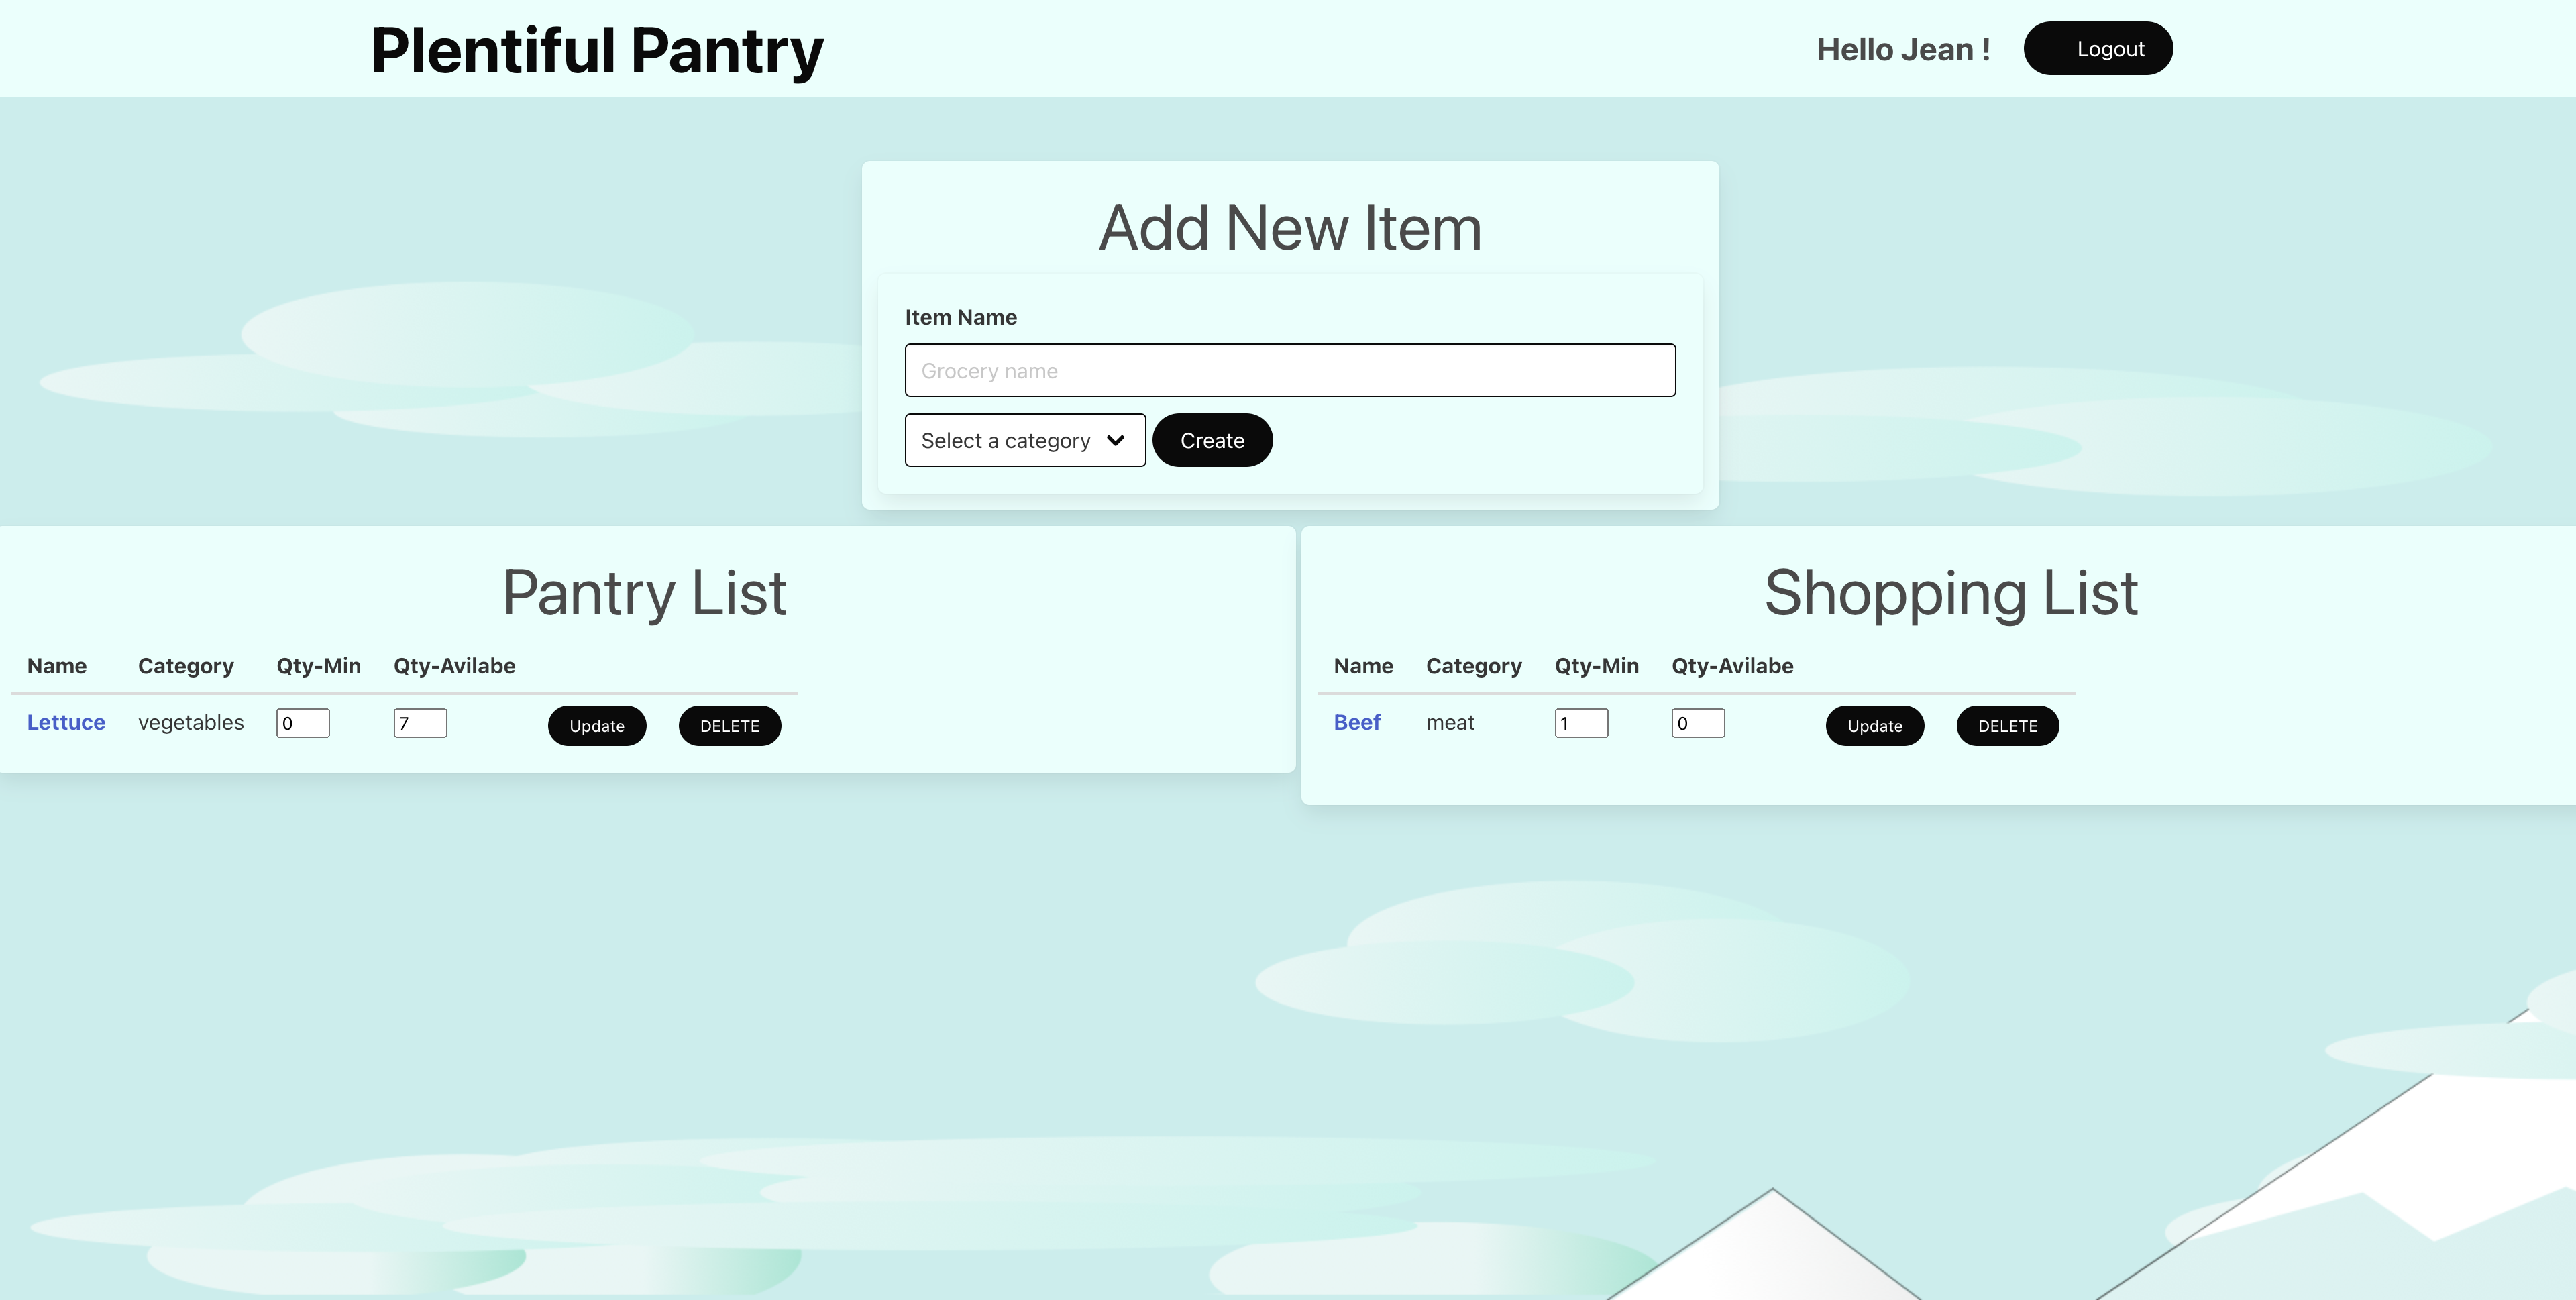 Plentiful Pantry
Hello Jean !
Logout
Add New Item
Item Name
Grocery name
Select a category
Create
Pantry List
Name Category Qty-Min Qty-Avilabe
Lettuce vegetables 0 7 Update DELETE
Shopping List
Name Category Qty-Min Qty-Avilabe
Beef meat 1 0 Update DELETE